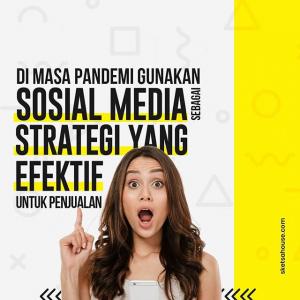 DI MASA PANDEMI GUNAKAN
SOSIAL MEDIA SEBAGAI
STRATEGI YANG
EFEKTIF
UNTUK PENJUALAN
sketsahouse.com